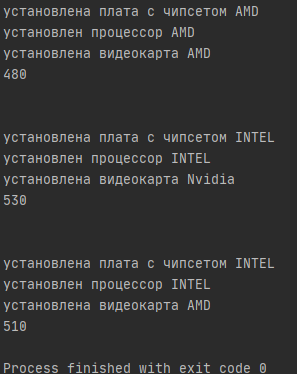 установлена плата с чипсетом AMD
установлен процессор AMD
установлена видеокарта AMD
480
установлена плата с чипсетом INTEL
установлен процессор INTEL
установлена видеокарта Nvidia
530
установлена плата с чипсетом INTEL
установлен процессор INTEL
установлена видеокарта AMD
510
Process finished with exit code 0